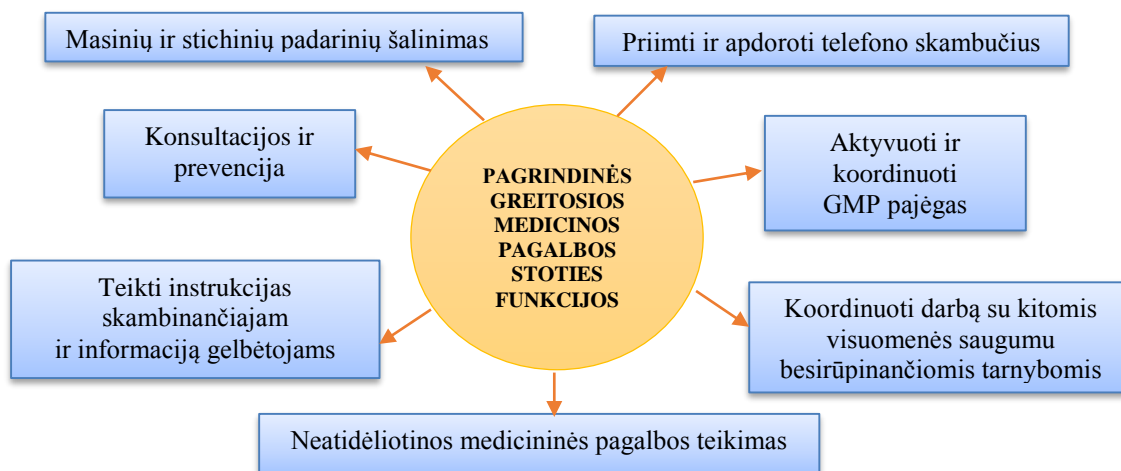 Masinių ir stichinių padarinių šalinimas
Priimti ir apdoroti telefono skambučius
Konsultacijos ir
prevencija
Aktyvuoti ir
koordinuoti
GMP pajėgas
PAGRINDINĖS
GREITOSIOS
MEDICINOS
PAGALBOS
STOTIES
FUNKCIJOS
Teikti instrukcijas
skambinančiajam
ir informaciją gelbėtojams
Koordinuoti darbą su kitomis
visuomenės saugumu
besirūpinančiomis tarnybomis
Neatidėliotinos medicininės pagalbos teikimas